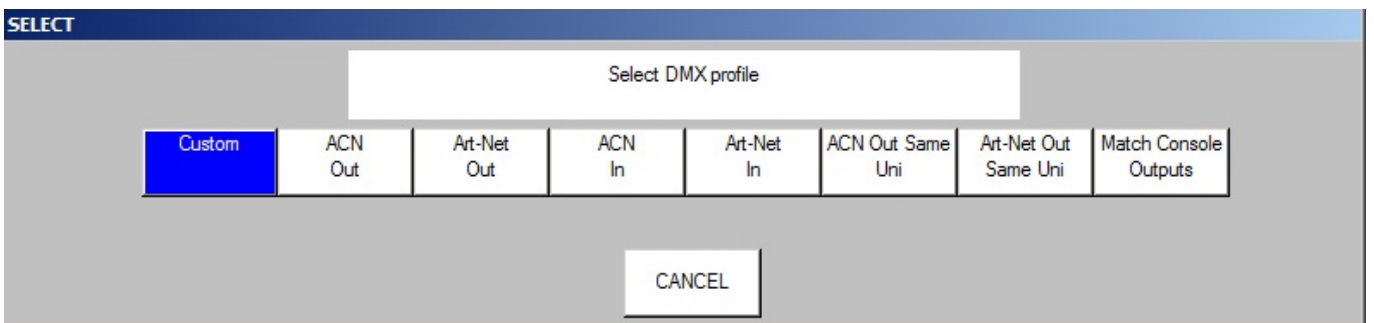 SELECT
Select DMX profile
Custom
ACN
Out
Art-Net
Out
ACN
In
Art-Net
In
ACN Out Same
Uni
Art-Net Out
Same Uni
Match Console
Outputs
CANCEL